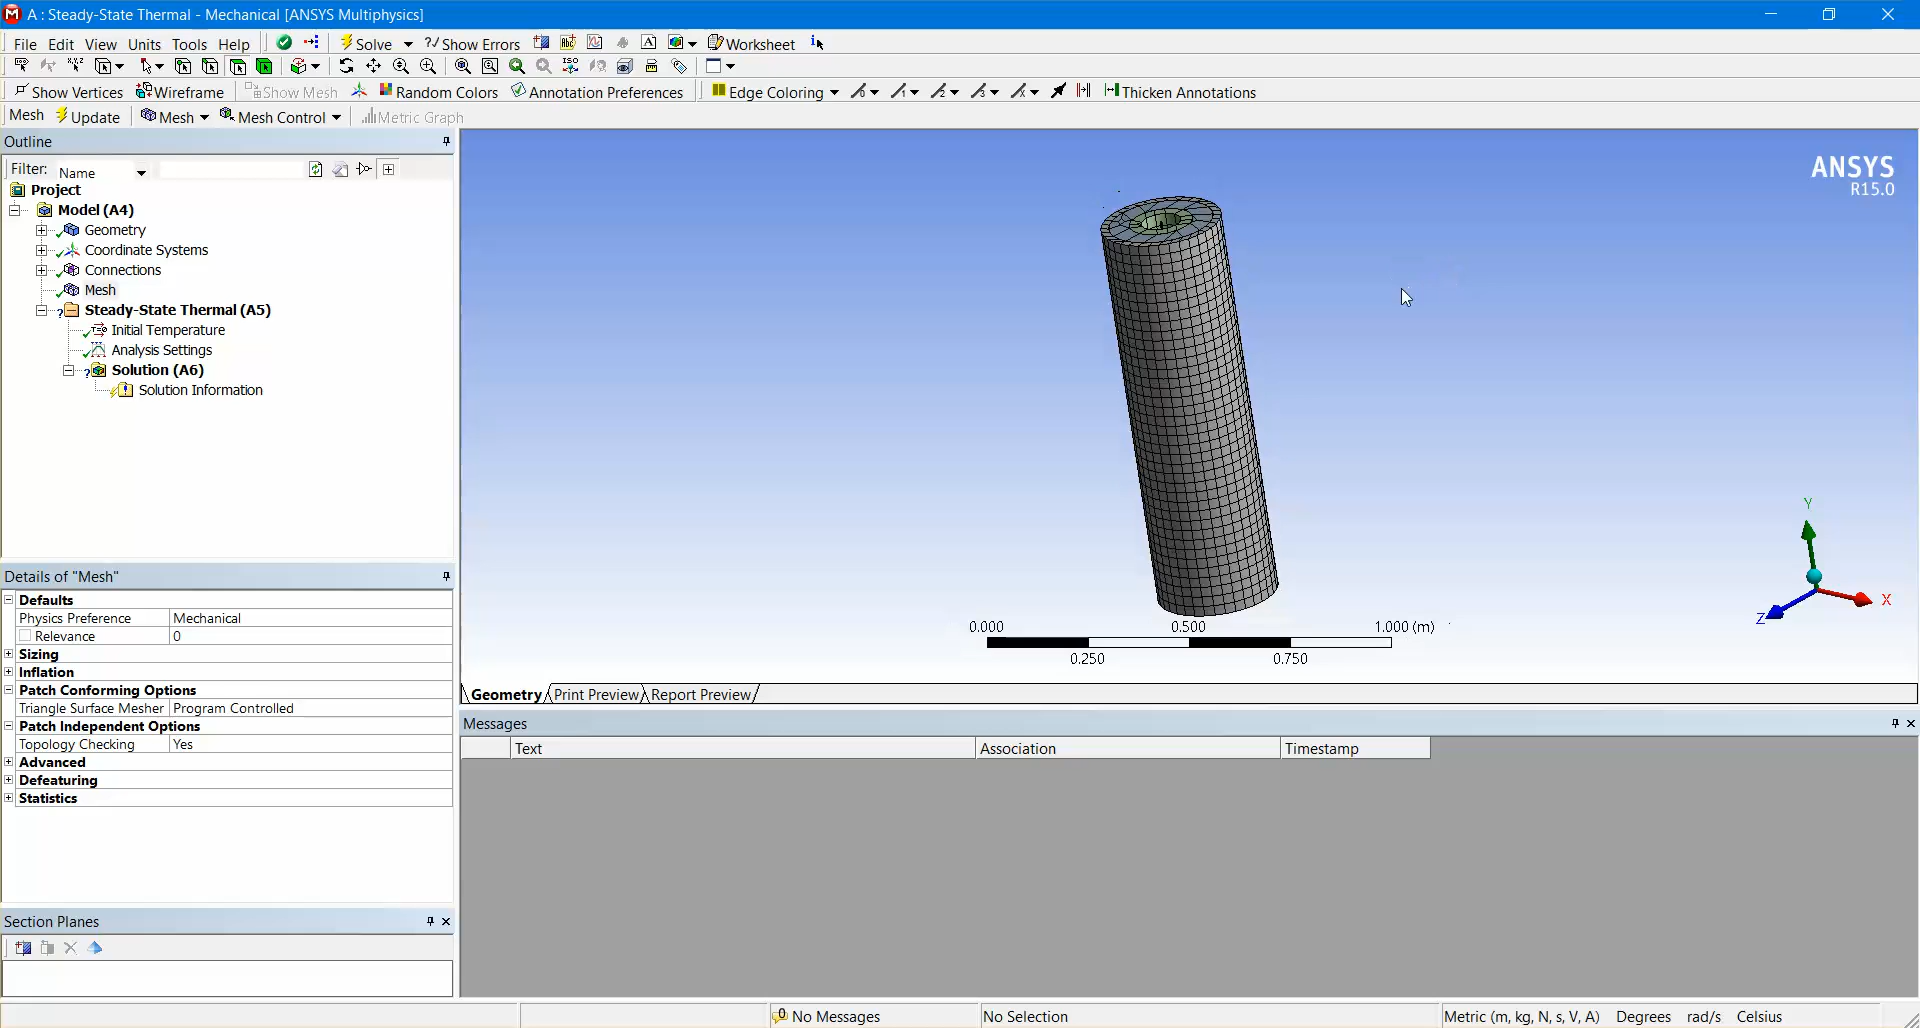 A : Steady-State Thermal - Mechanical [ANSYS Multiphysics]
File Edit View Units Tools Help Solve ?/ Show Errors Worksheet
Show Vertices Wireframe Show Mesh Random Colors Annotation Preferences Edge Coloring Thicken Annotations
Mesh Update Mesh Mesh Control Metric Graph
Outline
Filter: Name
Project
Model (A4)
Geometry
Coordinate Systems
Connections
Mesh
Steady-State Thermal (A5)
Initial Temperature
Analysis Settings
Solution (A6)
Solution Information
ANSYS
R15.0
Y
X
Z
0.000 0.500 1.000 (m)
0.250 0.750
Geometry Print Preview Report Preview
Details of "Mesh"
Defaults
Physics Preference Mechanical
Relevance 0
Sizing
Inflation
Patch Conforming Options
Triangle Surface Mesher Program Controlled
Patch Independent Options
Topology Checking Yes
Advanced
Defeaturing
Statistics
Messages
Text Association Timestamp
Section Planes
0 No Messages No Selection Metric (m, kg, N, s, V, A) Degrees rad/s Celsius